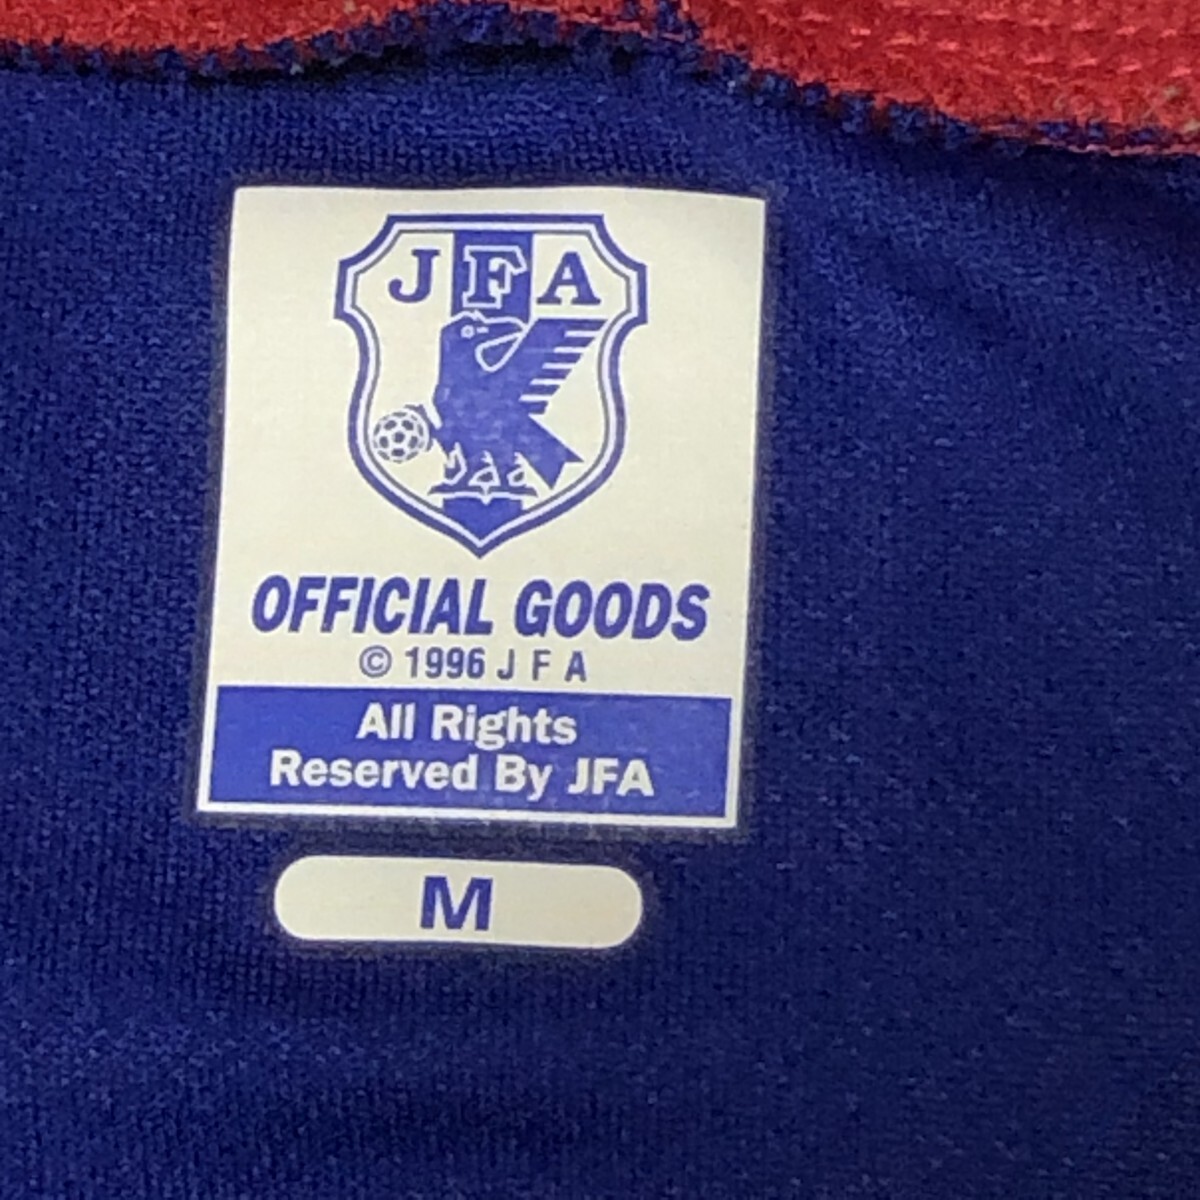 JFA
OFFICIAL GOODS
© 1996 J F A
All Rights
Reserved By JFA
M